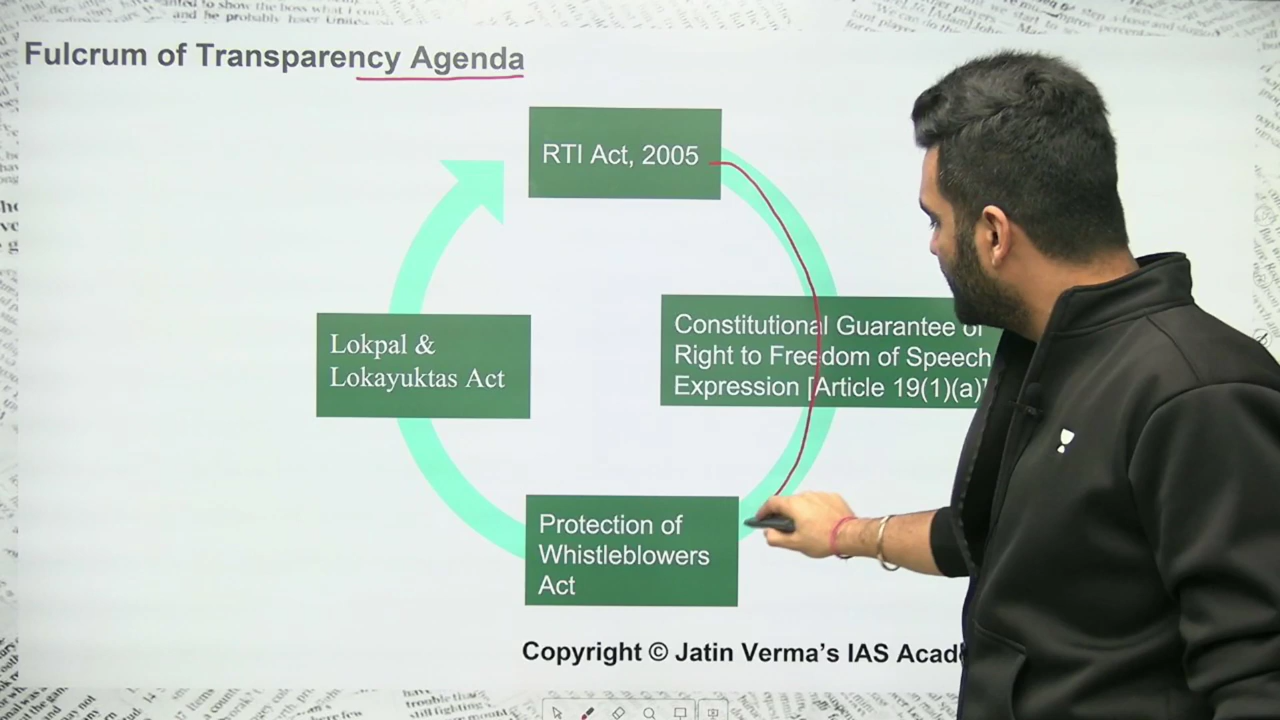 Fulcrum of Transparency Agenda
RTI Act, 2005
Constitutional Guarantee of
Right to Freedom of Speech
Expression [Article 19(1)(a)]
Lokpal &
Lokayuktas Act
Protection of
Whistleblowers
Act
Copyright © Jatin Verma's IAS